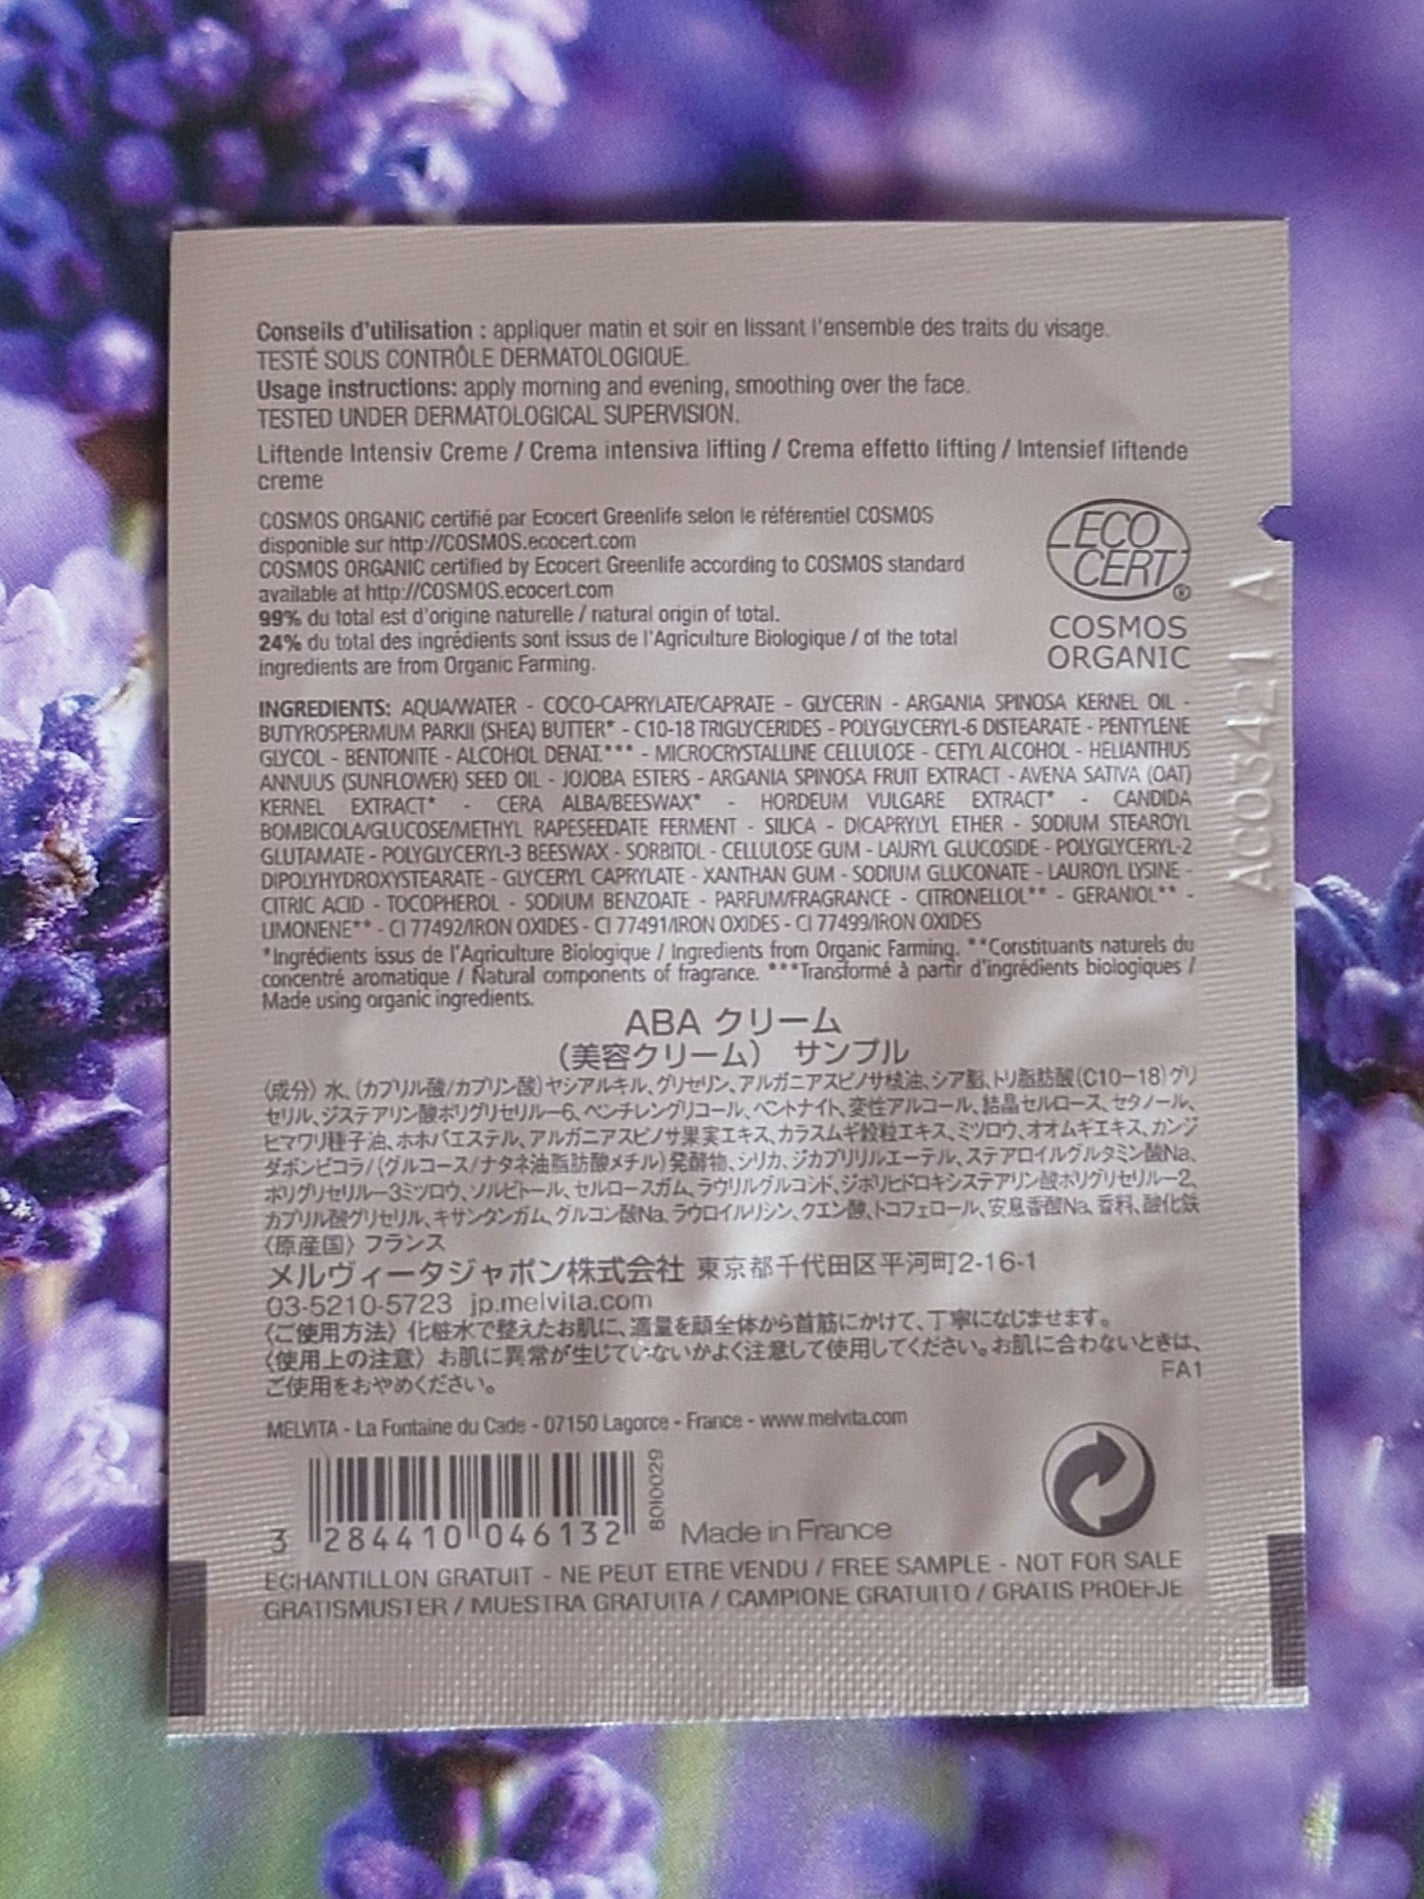 Conseils d'utilisation : appliquer matin et soir en lissant l'ensemble des traits du visage.
TESTÉ SOUS CONTRÔLE DERMATOLOGIQUE.
Usage instructions: apply morning and evening, smoothing over the face.
TESTED UNDER DERMATOLOGICAL SUPERVISION.
Liftende Intensiv Creme / Crema intensiva lifting / Crema effetto lifting / Intensief liftende
creme
COSMOS ORGANIC certifié par Ecocert Greenlife selon le référentiel COSMOS
disponible sur http://COSMOS.ecocert.com
COSMOS ORGANIC certified by Ecocert Greenlife according to COSMOS standard
available at http://COSMOS.ecocert.com
99% du total est d'origine naturelle / natural origin of total.
24% du total des ingrédients sont issus de l'Agriculture Biologique / of the total
ingredients are from Organic Farming.
ECO
CERT®
COSMOS
ORGANIC
INGREDIENTS: AQUA/WATER - COCO-CAPRYLATE/CAPRATE - GLYCERIN - ARGANIA SPINOSA KERNEL OIL -
BUTYROSPERMUM PARKII (SHEA) BUTTER* - C10-18 TRIGLYCERIDES - POLYGLYCERYL-6 DISTEARATE - PENTYLENE
GLYCOL - BENTONITE - ALCOHOL DENAT.*** - MICROCRYSTALLINE CELLULOSE - CETYL ALCOHOL - HELIANTHUS
ANNUUS (SUNFLOWER) SEED OIL - JOJOBA ESTERS - ARGANIA SPINOSA FRUIT EXTRACT - AVENA SATIVA (OAT)
KERNEL EXTRACT* - CERA ALBA/BEESWAX* - HORDEUM VULGARE EXTRACT* - CANDIDA
BOMBICOLA/GLUCOSE/METHYL RAPESEEDATE FERMENT - SILICA - DICAPRYLYL ETHER - SODIUM STEAROYL
GLUTAMATE - POLYGLYCERYL-3 BEESWAX - SORBITOL - CELLULOSE GUM - LAURYL GLUCOSIDE - POLYGLYCERYL-2
DIPOLYHYDROXYSTEARATE - GLYCERYL CAPRYLATE - XANTHAN GUM - SODIUM GLUCONATE - LAUROYL LYSINE -
CITRIC ACID - TOCOPHEROL - SODIUM BENZOATE - PARFUM/FRAGRANCE - CITRONELLOL** - GERANIOL** -
LIMONENE** - CI 77492/IRON OXIDES - CI 77491/IRON OXIDES - CI 77499/IRON OXIDES
*Ingrédients issus de l'Agriculture Biologique / Ingredients from Organic Farming. **Constituants naturels du
concentré aromatique / Natural components of fragrance. ***Transformé à partir d'ingrédients biologiques /
Made using organic ingredients.
ABA クリーム
（美容クリーム） サンプル
〈成分〉水、(カプリル酸/カプリン酸)ヤシアルキル、グリセリン、アルガニアスピノサ核油、シア脂、トリ脂肪酸(C10-18)グリ
セリル、ジステアリン酸ポリグリセリル-6、ペンチレングリコール、ベントナイト、変性アルコール、結晶セルロース、セタノール、
ヒマワリ種子油、ホホバエステル、アルガニアスピノサ果実エキス、カラスムギ穀粒エキス、ミツロウ、オオムギエキス、カンジ
ダボンビコラ/(グルコース/ナタネ油脂肪酸メチル)発酵物、シリカ、ジカプリリルエーテル、ステアロイルグルタミン酸Na、
ポリグリセリル-3ミツロウ、ソルビトール、セルロースガム、ラウリルグルコシド、ジポリヒドロキシステアリン酸ポリグリセリル-2、
カプリル酸グリセリル、キサンタンガム、グルコン酸Na、ラウロイルリシン、クエン酸、トコフェロール、安息香酸Na、香料、酸化鉄
〈原産国〉フランス
メルヴィータジャポン株式会社 東京都千代田区平河町2-16-1
03-5210-5723 jp.melvita.com
〈ご使用方法〉化粧水で整えたお肌に、適量を顔全体から首筋にかけて、丁寧になじませます。
〈使用上の注意〉お肌に異常が生じていないかよく注意して使用してください。お肌に合わないときは、
ご使用をおやめください。
FA1
MELVITA - La Fontaine du Cade - 07150 Lagorce - France - www.melvita.com
3 284410 046132
80I0029
Made in France
ECHANTILLON GRATUIT - NE PEUT ETRE VENDU / FREE SAMPLE - NOT FOR SALE
GRATISMUSTER / MUESTRA GRATUITA / CAMPIONE GRATUITO / GRATIS PROEFJE
AC03421 A